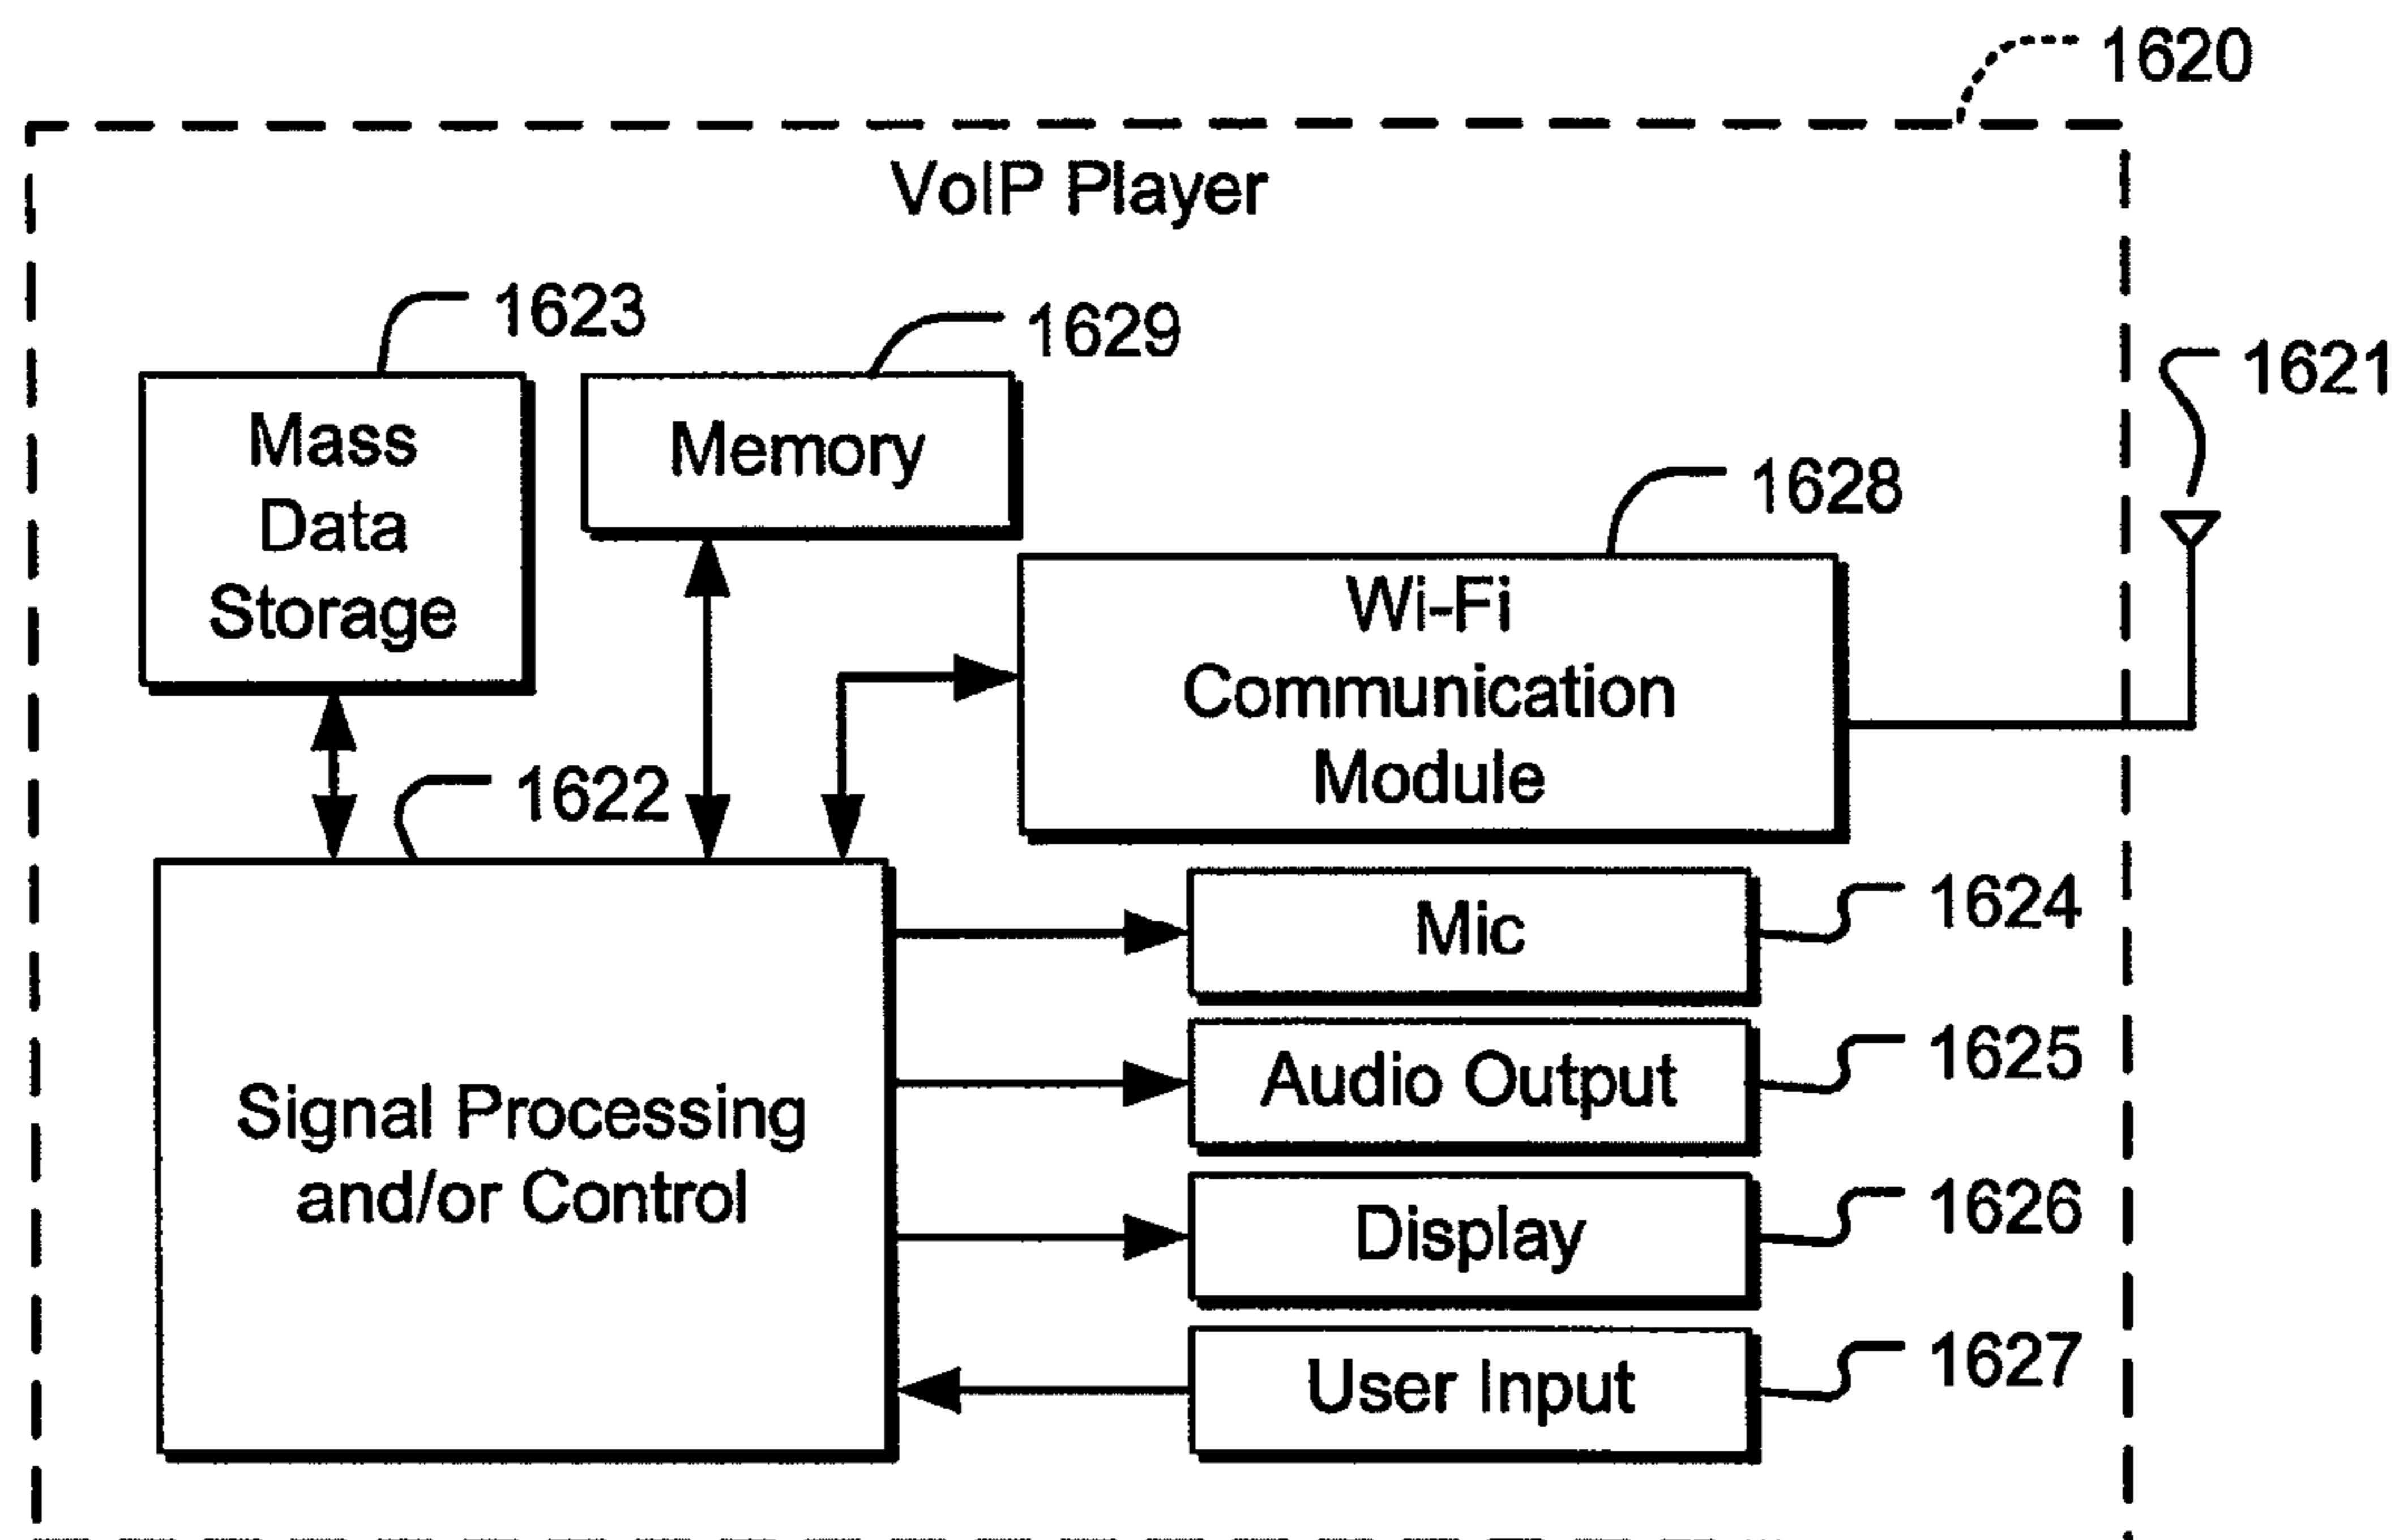 1620
VoIP Player
1623
1629
1621
Mass
Data
Storage
Memory
1628
Wi-Fi
Communication
Module
1622
Signal Processing
and/or Control
Mic
1624
Audio Output
1625
Display
1626
User Input
1627